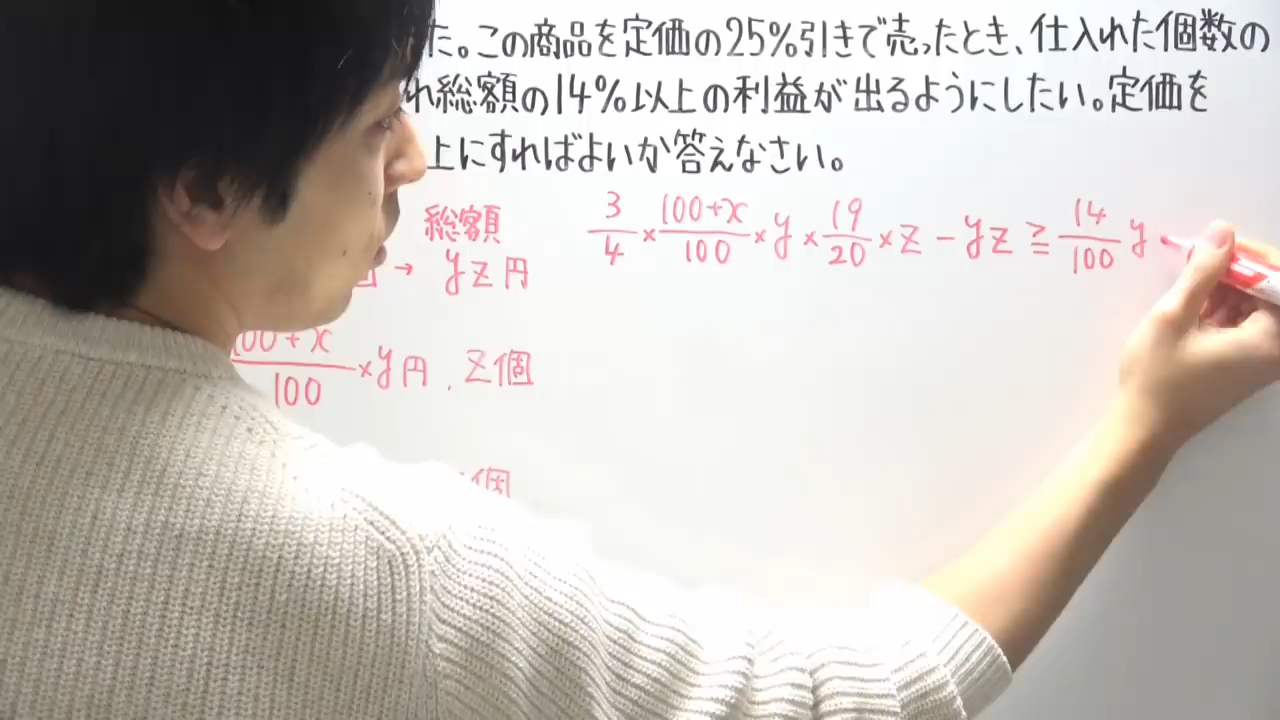 た。この商品を定価の25%引きで売ったとき、仕入れた個数の
れ総額の14%以上の利益が出るようにしたい。定価を
上にすればよいか答えなさい。
総額
→ yz円
3/4 × (100+x)/100 × y × 19/20 × z − yz ≧ 14/100 y
100+x/100 × y円, z個
個